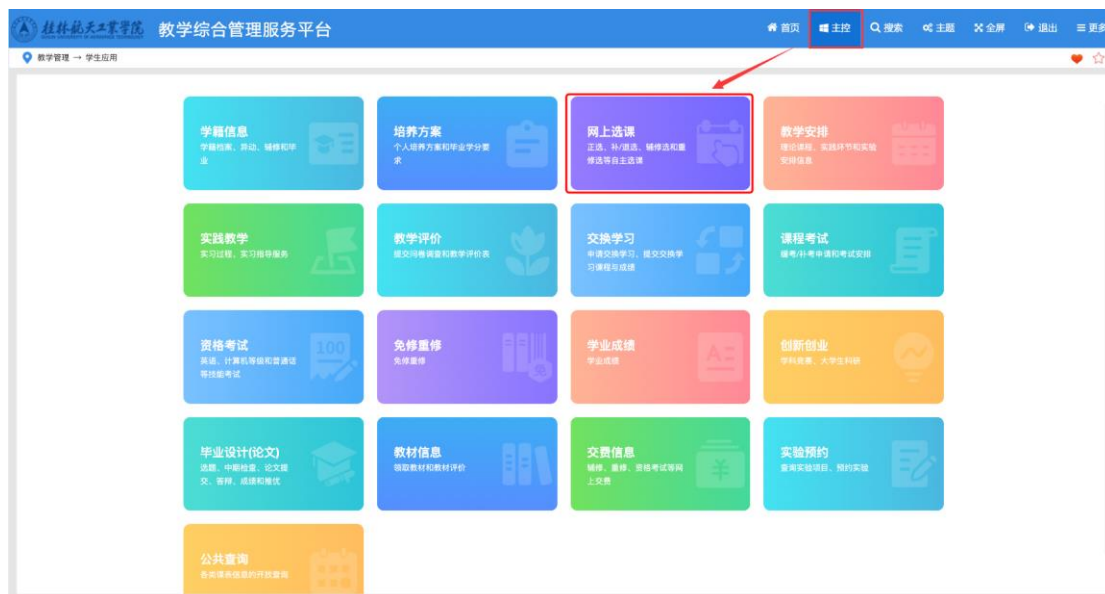 桂林航天工业学院 教学综合管理服务平台 首页 主控 搜索 主题 全屏 退出 更多
教学管理 → 学生应用
学籍信息
学籍档案、异动、辅修和毕
业
培养方案
个人培养方案和毕业学分要
求
网上选课
正选、补/退选、辅修选和重
修选等自主选课
教学安排
理论课程、实践环节和实验
安排信息
实践教学
实习过程、实习指导服务
教学评价
提交问卷调查和教学评价表
交换学习
申请交换学习、提交交换学
习课程与成绩
课程考试
缓考/补考申请和考试安排
资格考试
英语、计算机等级和普通话
等技能考试
100
免修重修
免修重修
免
学业成绩
学业成绩
A
创新创业
学科竞赛、大学生科研
毕业设计(论文)
选题、中期检查、论文提
交、答辩、成绩和推优
教材信息
领取教材和教材评价
交费信息
辅修、重修、资格考试等网
上交费
实验预约
查询实验项目、预约实验
公共查询
各类课表信息的开放查询